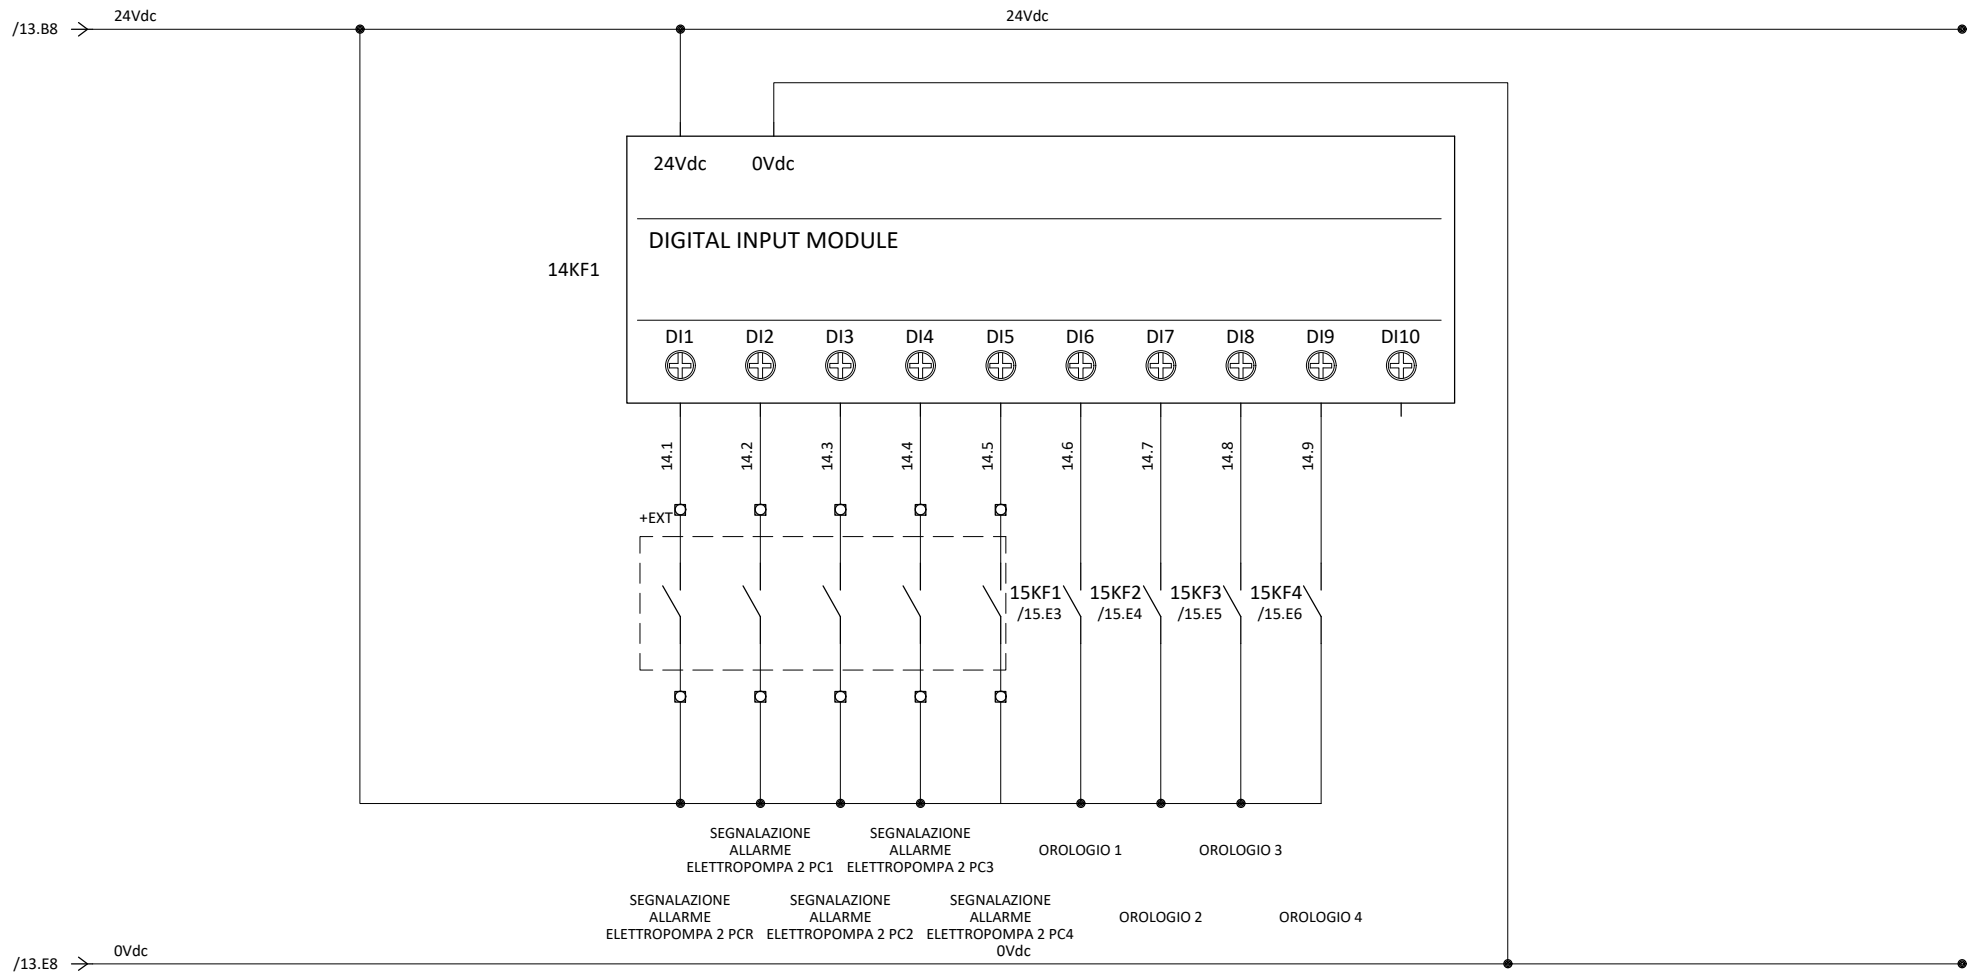 24Vdc
24Vdc
/13.B8
24Vdc
0Vdc
DIGITAL INPUT MODULE
14KF1
DI1
DI2
DI3
DI4
DI5
DI6
DI7
DI8
DI9
DI10
14.1
14.2
14.3
14.4
14.5
14.6
14.7
14.8
14.9
+EXT
15KF1
/15.E3
15KF2
/15.E4
15KF3
/15.E5
15KF4
/15.E6
SEGNALAZIONE
ALLARME
ELETTROPOMPA 2 PC1
SEGNALAZIONE
ALLARME
ELETTROPOMPA 2 PC3
OROLOGIO 1
OROLOGIO 3
SEGNALAZIONE
ALLARME
ELETTROPOMPA 2 PCR
SEGNALAZIONE
ALLARME
ELETTROPOMPA 2 PC2
SEGNALAZIONE
ALLARME
ELETTROPOMPA 2 PC4
OROLOGIO 2
OROLOGIO 4
0Vdc
0Vdc
/13.E8